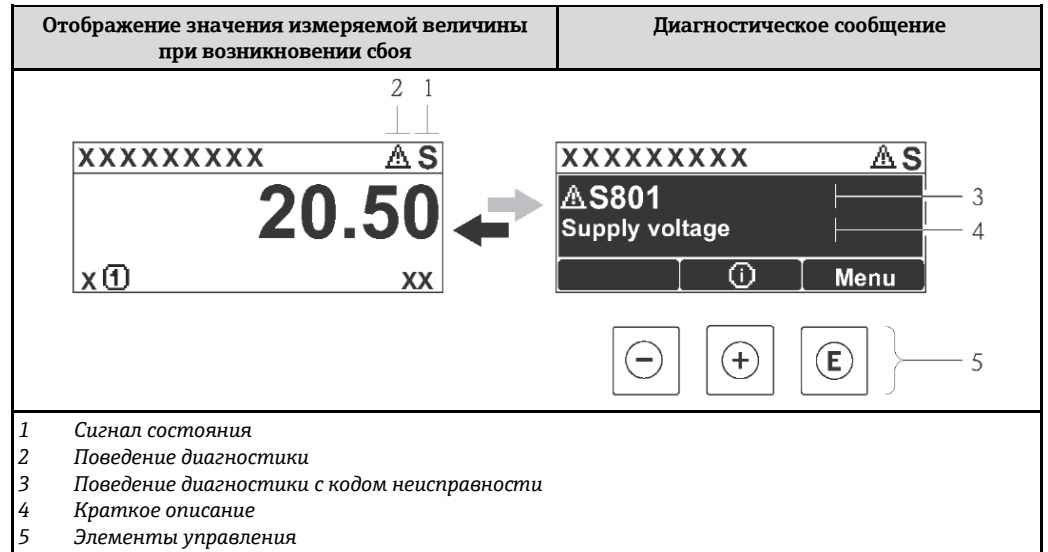 Отображение значения измеряемой величины
при возникновении сбоя
Диагностическое сообщение
2 1
XXXXXXXXX ⚠S
20.50
X① XX
XXXXXXXXX ⚠S
⚠S801
3
Supply voltage
4
ⓘ Menu
− + E
5
1 Сигнал состояния
2 Поведение диагностики
3 Поведение диагностики с кодом неисправности
4 Краткое описание
5 Элементы управления